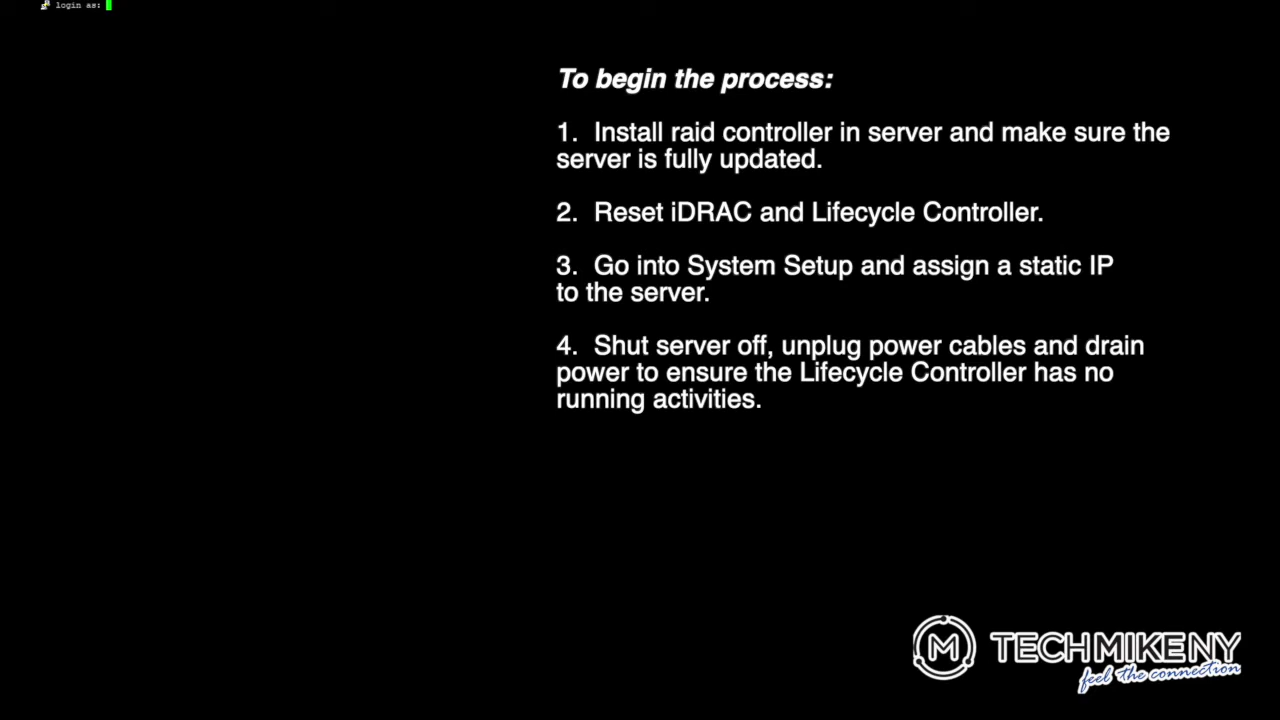 login as:
To begin the process:
1. Install raid controller in server and make sure the
server is fully updated.
2. Reset iDRAC and Lifecycle Controller.
3. Go into System Setup and assign a static IP
to the server.
4. Shut server off, unplug power cables and drain
power to ensure the Lifecycle Controller has no
running activities.
M TECHMIKENY
feel the connection